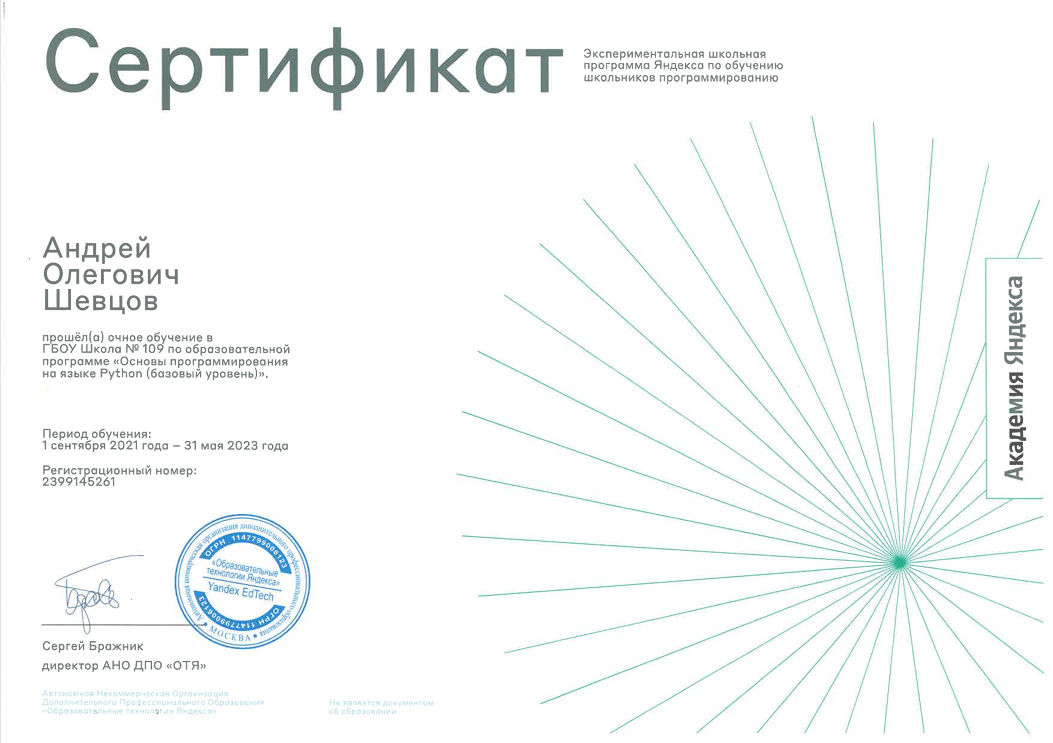 Сертификат
Экспериментальная школьная
программа Яндекса по обучению
школьников программированию
Андрей
Олегович
Шевцов
прошёл(а) очное обучение в
ГБОУ Школа № 109 по образовательной
программе «Основы программирования
на языке Python (базовый уровень)».
Период обучения:
1 сентября 2021 года – 31 мая 2023 года
Регистрационный номер:
2399145261
Автономная некоммерческая организация дополнительного профессионального образования
ОГРН 1147799006123
«Образовательные
технологии Яндекса»
Yandex EdTech
ОГРН 1147799006123
МОСКВА
Сергей Бражник
директор АНО ДПО «ОТЯ»
Автономная Некоммерческая Организация
Дополнительного Профессионального Образования
«Образовательные технологии Яндекса»
Не является документом
об образовании
Академия Яндекса